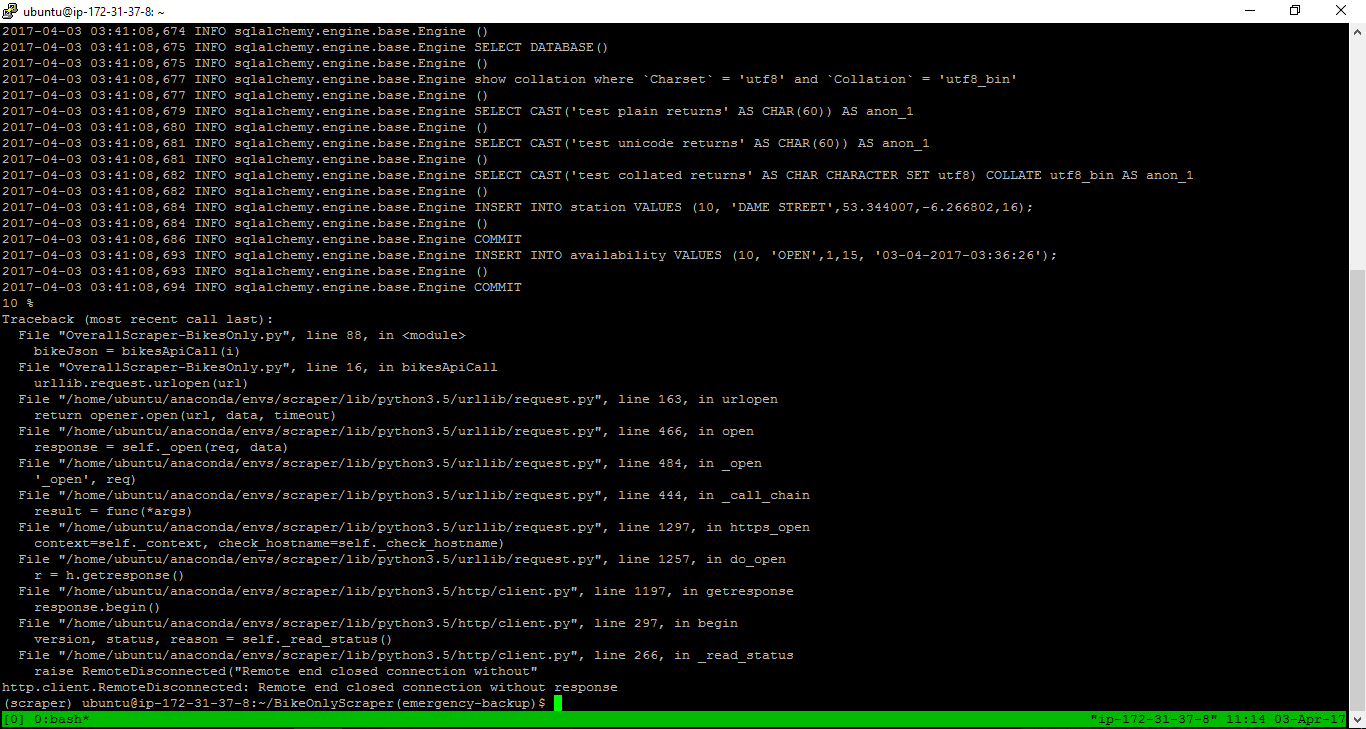 ubuntu@ip-172-31-37-8: ~
2017-04-03 03:41:08,674 INFO sqlalchemy.engine.base.Engine ()
2017-04-03 03:41:08,675 INFO sqlalchemy.engine.base.Engine SELECT DATABASE()
2017-04-03 03:41:08,675 INFO sqlalchemy.engine.base.Engine ()
2017-04-03 03:41:08,677 INFO sqlalchemy.engine.base.Engine show collation where `Charset` = 'utf8' and `Collation` = 'utf8_bin'
2017-04-03 03:41:08,677 INFO sqlalchemy.engine.base.Engine ()
2017-04-03 03:41:08,679 INFO sqlalchemy.engine.base.Engine SELECT CAST('test plain returns' AS CHAR(60)) AS anon_1
2017-04-03 03:41:08,680 INFO sqlalchemy.engine.base.Engine ()
2017-04-03 03:41:08,681 INFO sqlalchemy.engine.base.Engine SELECT CAST('test unicode returns' AS CHAR(60)) AS anon_1
2017-04-03 03:41:08,681 INFO sqlalchemy.engine.base.Engine ()
2017-04-03 03:41:08,682 INFO sqlalchemy.engine.base.Engine SELECT CAST('test collated returns' AS CHAR CHARACTER SET utf8) COLLATE utf8_bin AS anon_1
2017-04-03 03:41:08,682 INFO sqlalchemy.engine.base.Engine ()
2017-04-03 03:41:08,684 INFO sqlalchemy.engine.base.Engine INSERT INTO station VALUES (10, 'DAME STREET',53.344007,-6.266802,16);
2017-04-03 03:41:08,684 INFO sqlalchemy.engine.base.Engine ()
2017-04-03 03:41:08,686 INFO sqlalchemy.engine.base.Engine COMMIT
2017-04-03 03:41:08,693 INFO sqlalchemy.engine.base.Engine INSERT INTO availability VALUES (10, 'OPEN',1,15, '03-04-2017-03:36:26');
2017-04-03 03:41:08,693 INFO sqlalchemy.engine.base.Engine ()
2017-04-03 03:41:08,694 INFO sqlalchemy.engine.base.Engine COMMIT
10 %
Traceback (most recent call last):
  File "OverallScraper-BikesOnly.py", line 88, in <module>
    bikeJson = bikesApiCall(i)
  File "OverallScraper-BikesOnly.py", line 16, in bikesApiCall
    urllib.request.urlopen(url)
  File "/home/ubuntu/anaconda/envs/scraper/lib/python3.5/urllib/request.py", line 163, in urlopen
    return opener.open(url, data, timeout)
  File "/home/ubuntu/anaconda/envs/scraper/lib/python3.5/urllib/request.py", line 466, in open
    response = self._open(req, data)
  File "/home/ubuntu/anaconda/envs/scraper/lib/python3.5/urllib/request.py", line 484, in _open
    '_open', req)
  File "/home/ubuntu/anaconda/envs/scraper/lib/python3.5/urllib/request.py", line 444, in _call_chain
    result = func(*args)
  File "/home/ubuntu/anaconda/envs/scraper/lib/python3.5/urllib/request.py", line 1297, in https_open
    context=self._context, check_hostname=self._check_hostname)
  File "/home/ubuntu/anaconda/envs/scraper/lib/python3.5/urllib/request.py", line 1257, in do_open
    r = h.getresponse()
  File "/home/ubuntu/anaconda/envs/scraper/lib/python3.5/http/client.py", line 1197, in getresponse
    response.begin()
  File "/home/ubuntu/anaconda/envs/scraper/lib/python3.5/http/client.py", line 297, in begin
    version, status, reason = self._read_status()
  File "/home/ubuntu/anaconda/envs/scraper/lib/python3.5/http/client.py", line 266, in _read_status
    raise RemoteDisconnected("Remote end closed connection without"
http.client.RemoteDisconnected: Remote end closed connection without response
(scraper) ubuntu@ip-172-31-37-8:~/BikeOnlyScraper(emergency-backup)$
[0] 0:bash* "ip-172-31-37-8" 11:14 03-Apr-17